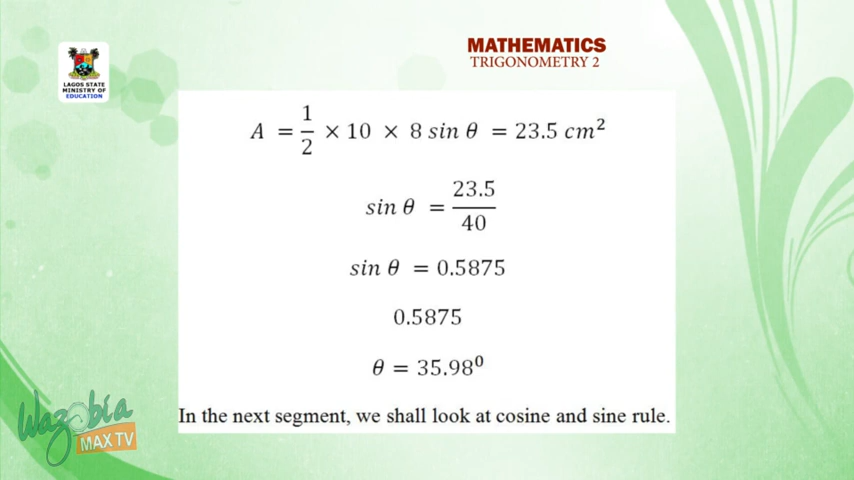 MATHEMATICS
TRIGONOMETRY 2
LAGOS STATE
MINISTRY OF
EDUCATION
A = 1/2 × 10 × 8 sin θ = 23.5 cm²
sin θ = 23.5/40
sin θ = 0.5875
0.5875
θ = 35.98⁰
In the next segment, we shall look at cosine and sine rule.
Wazobia
MAX TV